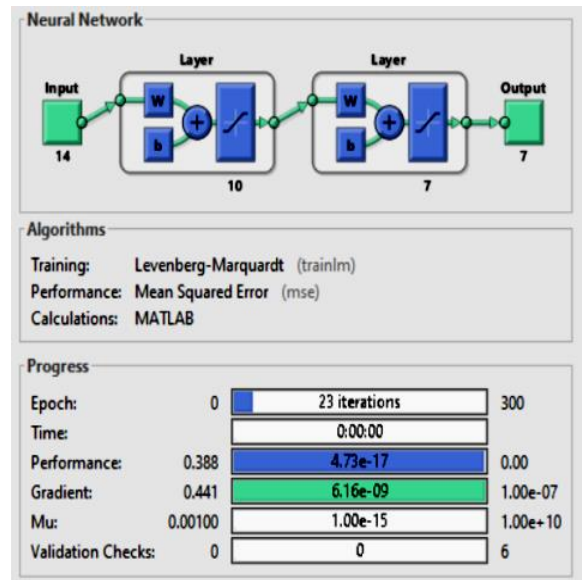 Neural Network
Layer Layer
Input Output
W W
+ +
b b
14 10 7 7
Algorithms
Training: Levenberg-Marquardt (trainlm)
Performance: Mean Squared Error (mse)
Calculations: MATLAB
Progress
Epoch: 0 23 iterations 300
Time: 0:00:00
Performance: 0.388 4.73e-17 0.00
Gradient: 0.441 6.16e-09 1.00e-07
Mu: 0.00100 1.00e-15 1.00e+10
Validation Checks: 0 0 6